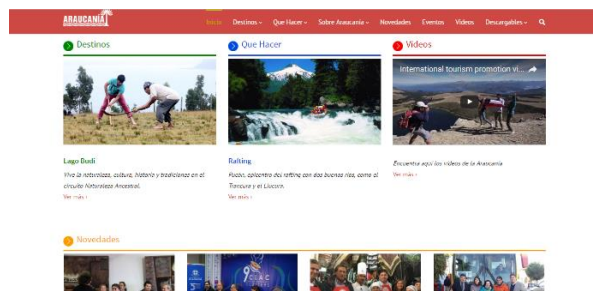 ARAUCANÍA
Inicio Destinos Que Hacer Sobre Araucanía Novedades Eventos Videos Descargables
Destinos
Que Hacer
Videos
International tourism promotion vi...
Lago Budi
Vive la naturaleza, cultura, historia y tradiciones en el
circuito Naturaleza Ancestral.
Ver más ›
Rafting
Pucón, epicentro del rafting con dos buenos ríos, como el
Trancura y el Liucura.
Ver más ›
Encuentra aquí los videos de la Araucanía
Ver más ›
Novedades